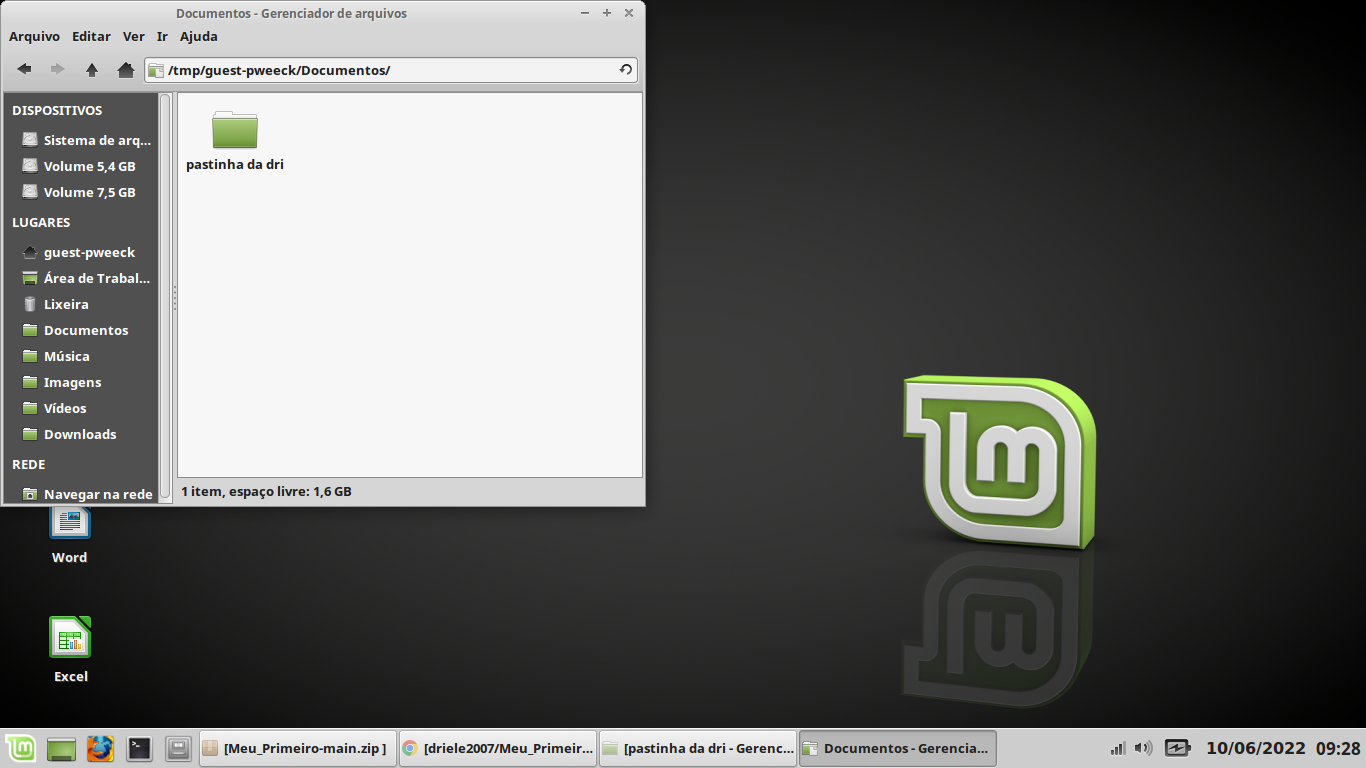 Documentos - Gerenciador de arquivos
Arquivo Editar Ver Ir Ajuda
/tmp/guest-pweeck/Documentos/
DISPOSITIVOS
Sistema de arq...
Volume 5,4 GB
Volume 7,5 GB
LUGARES
guest-pweeck
Área de Trabal...
Lixeira
Documentos
Música
Imagens
Vídeos
Downloads
REDE
Navegar na rede
pastinha da dri
1 item, espaço livre: 1,6 GB
Word
Excel
[Meu_Primeiro-main.zip ]
[driele2007/Meu_Primeir...
[pastinha da dri - Gerenc...
Documentos - Gerencia...
10/06/2022 09:28